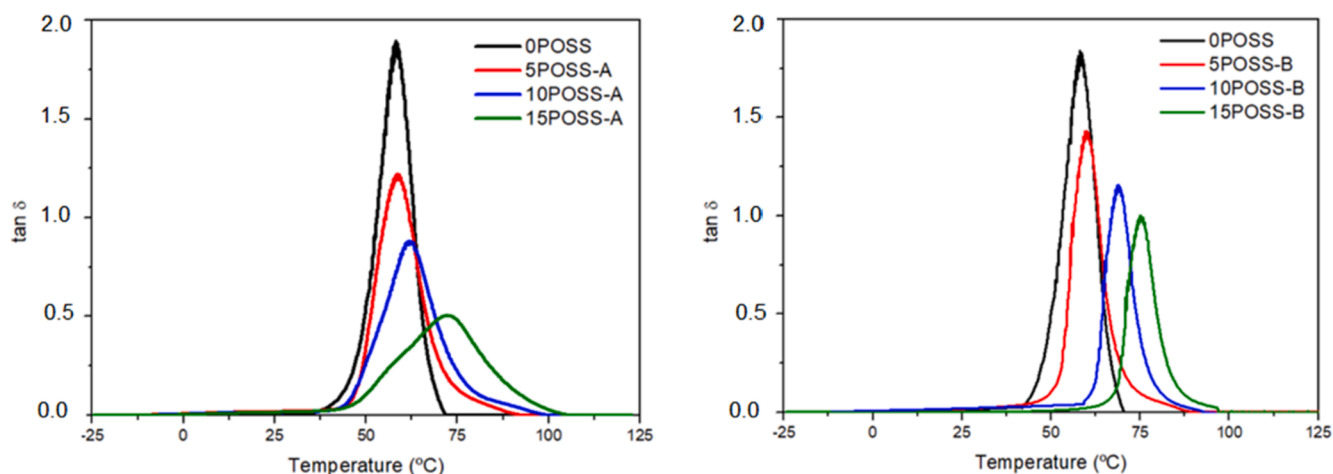 2.0
1.5
1.0
0.5
0.0
tan δ
-25 0 25 50 75 100 125
Temperature (ºC)
0POSS
5POSS-A
10POSS-A
15POSS-A
2.0
1.5
1.0
0.5
0.0
tan δ
-25 0 25 50 75 100 125
Temperature (ºC)
0POSS
5POSS-B
10POSS-B
15POSS-B